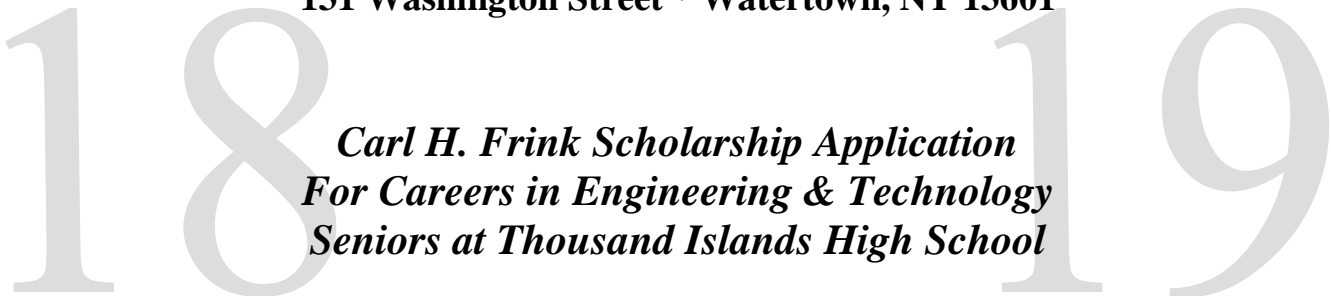 131 Washington Street * Watertown, NY 13601
18 19
Carl H. Frink Scholarship Application
For Careers in Engineering & Technology
Seniors at Thousand Islands High School